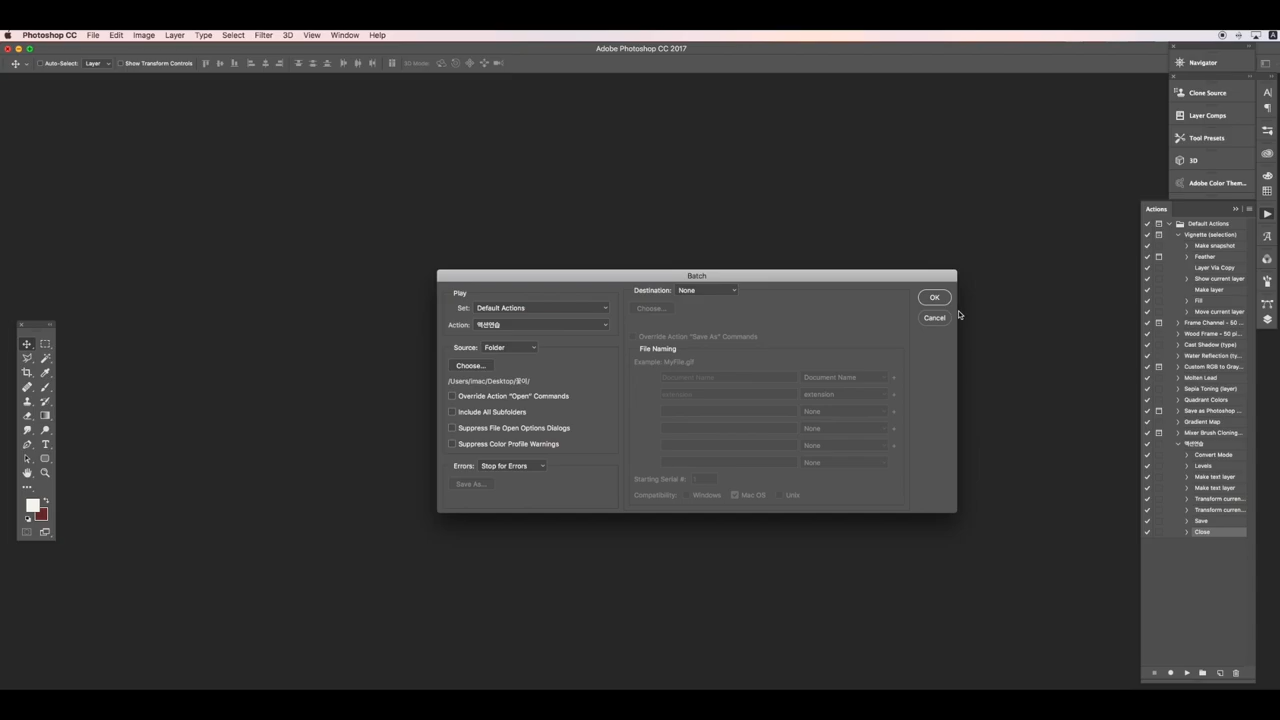 Photoshop CC File Edit Image Layer Type Select Filter 3D View Window Help
Adobe Photoshop CC 2017
Auto-Select: Layer Show Transform Controls 3D Mode:
Navigator
Clone Source
Layer Comps
Tool Presets
3D
Adobe Color Them...
Batch
Play
Set: Default Actions
Action: 액션연습
Source: Folder
Choose...
/Users/imac/Desktop/꽃이/
Override Action "Open" Commands
Include All Subfolders
Suppress File Open Options Dialogs
Suppress Color Profile Warnings
Errors: Stop for Errors
Save As...
Destination: None
Choose...
Override Action "Save As" Commands
File Naming
Example: MyFile.gif
Document Name Document Name +
extension extension +
None +
None +
None +
None
Starting Serial #: 1
Compatibility: Windows Mac OS Unix
OK
Cancel
Actions
Default Actions
Vignette (selection)
Make snapshot
Feather
Layer Via Copy
Show current layer
Make layer
Fill
Move current layer
Frame Channel - 50 ...
Wood Frame - 50 pi...
Cast Shadow (type)
Water Reflection (ty...
Custom RGB to Gray...
Molten Lead
Sepia Toning (layer)
Quadrant Colors
Save as Photoshop ...
Gradient Map
Mixer Brush Cloning...
액션연습
Convert Mode
Levels
Make text layer
Make text layer
Transform curren...
Transform curren...
Save
Close